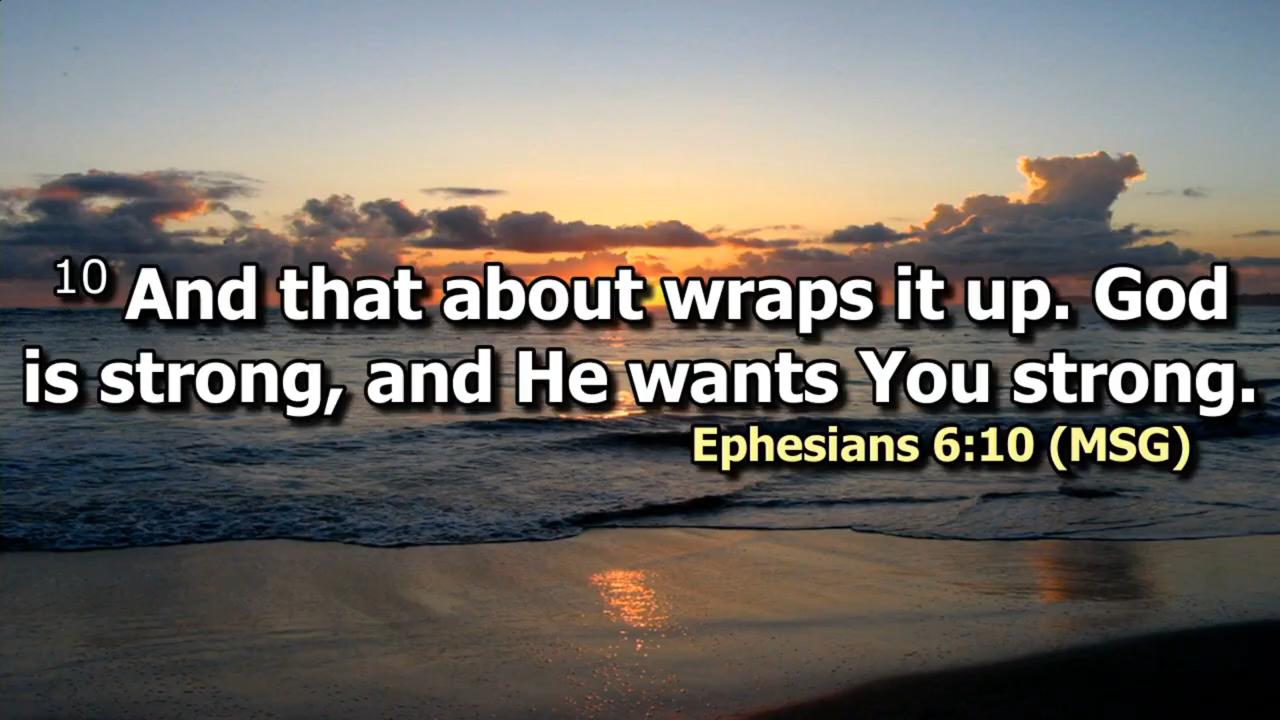 10 And that about wraps it up. God
is strong, and He wants You strong.
Ephesians 6:10 (MSG)